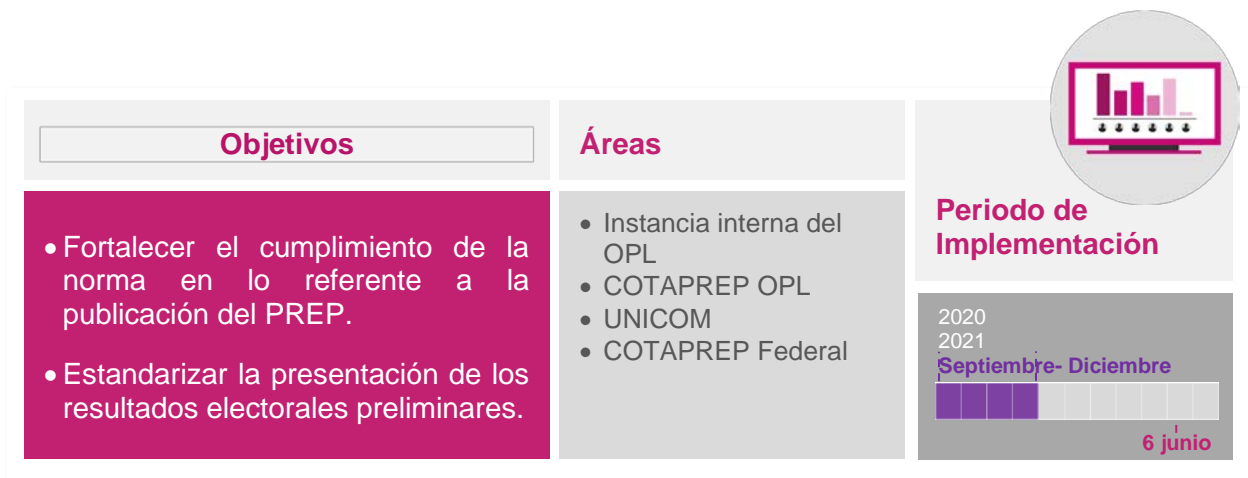 Objetivos
• Fortalecer el cumplimiento de la
norma en lo referente a la
publicación del PREP.
• Estandarizar la presentación de los
resultados electorales preliminares.
Áreas
• Instancia interna del
OPL
• COTAPREP OPL
• UNICOM
• COTAPREP Federal
Periodo de
Implementación
2020
2021
Septiembre- Diciembre
6 junio